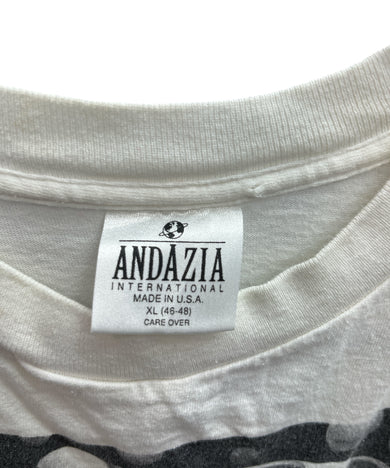 ANDAZIA
INTERNATIONAL
MADE IN U.S.A.
XL (46-48)
CARE OVER